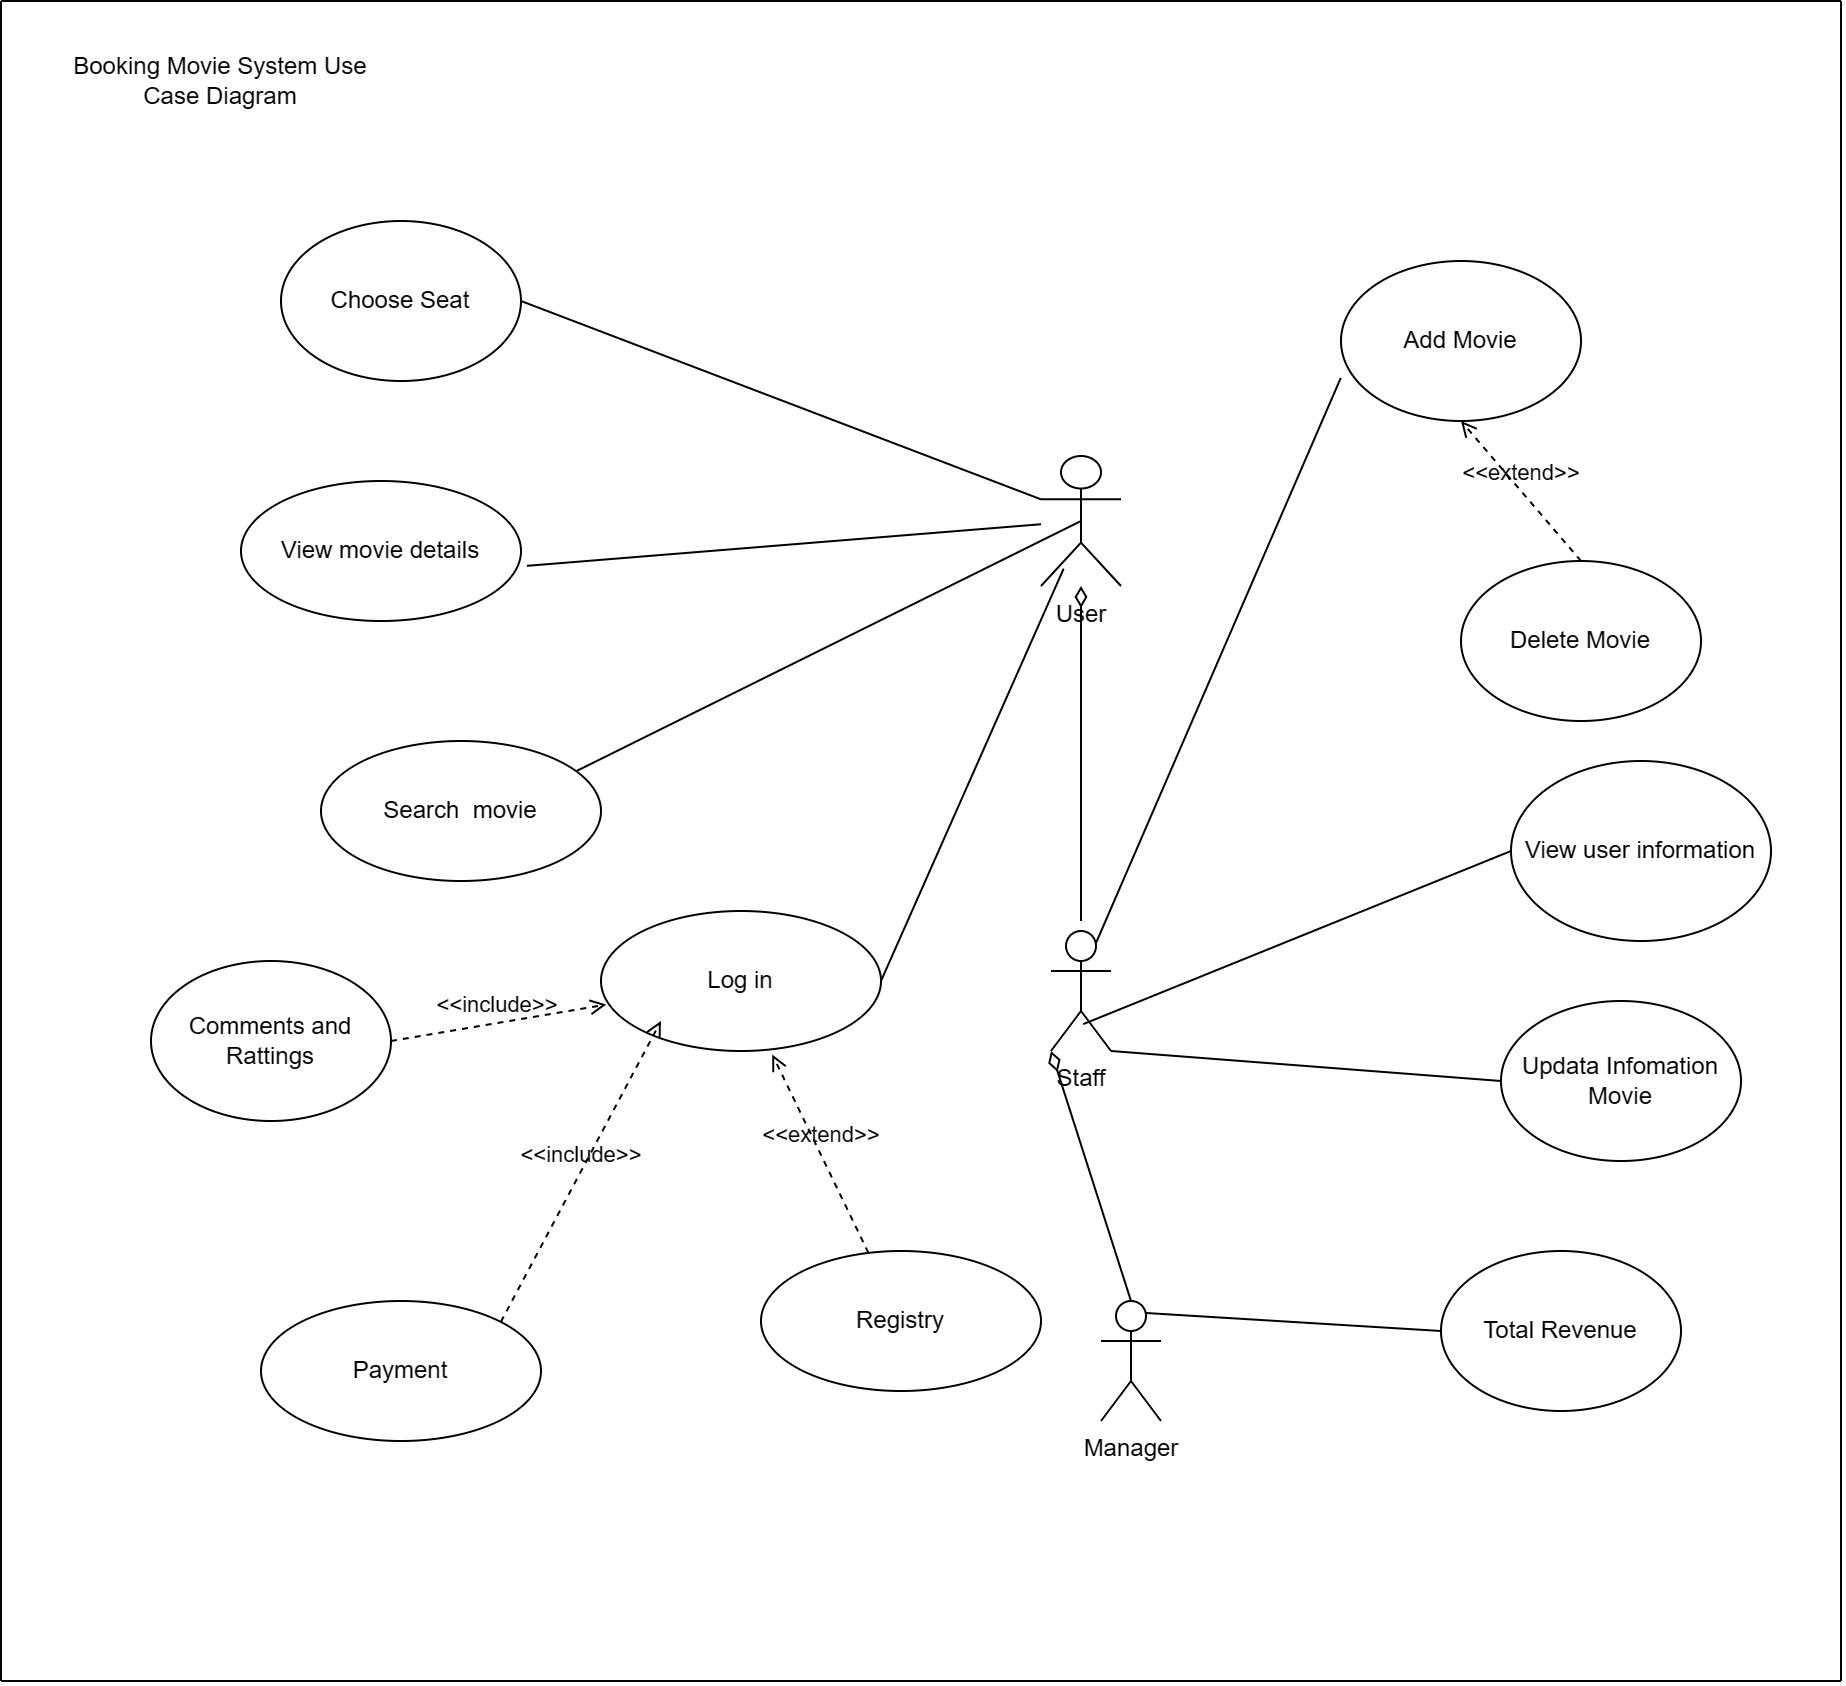 Booking Movie System Use
Case Diagram
Choose Seat
Add Movie
<<extend>>
View movie details
User
Delete Movie
Search  movie
View user information
Log in
<<include>>
Comments and
Rattings
Staff
Updata Infomation
Movie
<<extend>>
<<include>>
Registry
Total Revenue
Payment
Manager